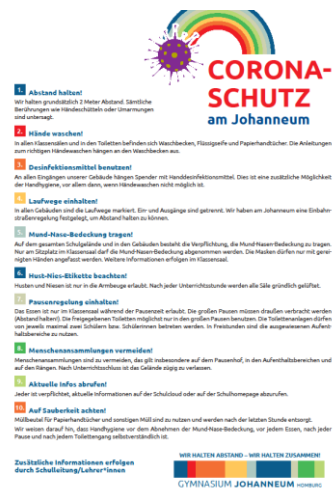 CORONA-
SCHUTZ
am Johanneum
1. Abstand halten!
Wir halten grundsätzlich 2 Meter Abstand. Sämtliche
Berührungen wie Händeschütteln oder Umarmungen
sind untersagt.
2. Hände waschen!
In allen Klassensälen und in den Toiletten befinden sich Waschbecken, Flüssigseife und Papierhandtücher. Die Anleitungen
zum richtigen Händewaschen hängen an den Waschbecken aus.
3. Desinfektionsmittel benutzen!
An allen Eingängen unserer Gebäude hängen Spender mit Handdesinfektionsmittel. Dies ist eine zusätzliche Möglichkeit
der Handhygiene, vor allem dann, wenn Händewaschen nicht möglich ist.
4. Laufwege einhalten!
In allen Gebäuden sind die Laufwege markiert. Ein- und Ausgänge sind getrennt. Wir haben am Johanneum eine Einbahn-
straßenregelung festgelegt, um Abstand halten zu können.
5. Mund-Nase-Bedeckung tragen!
Auf dem gesamten Schulgelände und in den Gebäuden besteht die Verpflichtung, die Mund-Nasen-Bedeckung zu tragen.
Nur am Sitzplatz im Klassensaal darf die Mund-Nasen-Bedeckung abgenommen werden. Die Masken dürfen nur mit gerei-
nigten Händen angefasst werden. Weitere Informationen erfolgen im Klassensaal.
6. Hust-Nies-Etikette beachten!
Husten und Niesen ist nur in die Armbeuge erlaubt. Nach jeder Unterrichtsstunde werden alle Säle gründlich gelüftet.
7. Pausenregelung einhalten!
Das Essen ist nur im Klassensaal während der Pausenzeit erlaubt. Die großen Pausen müssen draußen verbracht werden
(Abstand halten!). Die freigegebenen Toiletten möglichst nur in den großen Pausen benutzen. Die Toilettenanlagen dürfen
von jeweils maximal zwei Schülern bzw. Schülerinnen betreten werden. In Freistunden sind die ausgewiesenen Aufent-
haltsbereiche zu nutzen.
8. Menschenansammlungen vermeiden!
Menschenansammlungen sind zu vermeiden, das gilt insbesondere auf dem Pausenhof, in den Aufenthaltsbereichen und
auf den Rängen. Nach Unterrichtsschluss ist das Gelände zügig zu verlassen.
9. Aktuelle Infos abrufen!
Jeder ist verpflichtet, aktuelle Informationen auf der Schulcloud oder auf der Schulhomepage abzurufen.
10. Auf Sauberkeit achten!
Müllbeutel für Papierhandtücher und sonstigen Müll sind zu nutzen und werden nach der letzten Stunde entsorgt.
Wir weisen darauf hin, dass Handhygiene vor dem Abnehmen der Mund-Nase-Bedeckung, vor jedem Essen, nach jeder
Pause und nach jedem Toilettengang selbstverständlich ist.
Zusätzliche Informationen erfolgen
durch Schulleitung/Lehrer*innen
WIR HALTEN ABSTAND – WIR HALTEN ZUSAMMEN!
GYMNASIUM JOHANNEUM HOMBURG